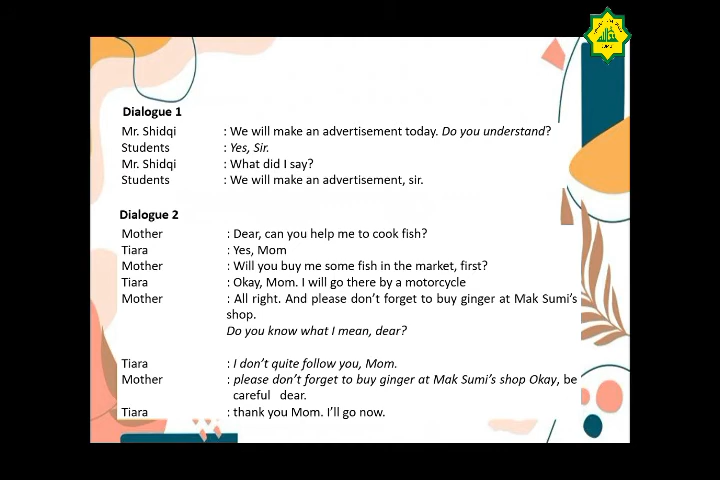 Dialogue 1
Mr. Shidqi : We will make an advertisement today. Do you understand?
Students : Yes, Sir.
Mr. Shidqi : What did I say?
Students : We will make an advertisement, sir.
Dialogue 2
Mother : Dear, can you help me to cook fish?
Tiara : Yes, Mom
Mother : Will you buy me some fish in the market, first?
Tiara : Okay, Mom. I will go there by a motorcycle
Mother : All right. And please don’t forget to buy ginger at Mak Sumi’s
shop.
Do you know what I mean, dear?
Tiara : I don’t quite follow you, Mom.
Mother : please don’t forget to buy ginger at Mak Sumi’s shop Okay, be
careful dear.
Tiara : thank you Mom. I’ll go now.